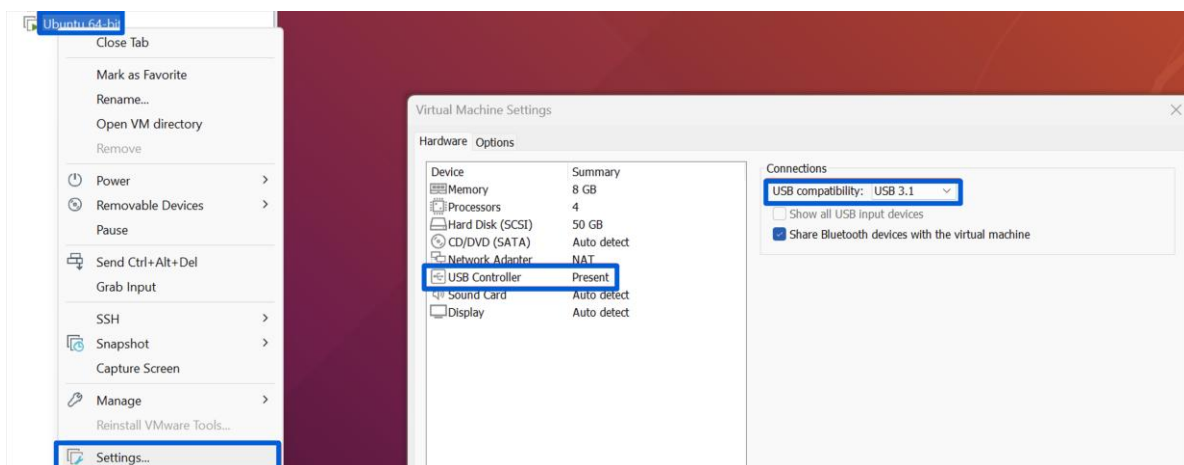 Ubuntu 64-bit
Close Tab
Mark as Favorite
Rename...
Open VM directory
Remove
Power
Removable Devices
Pause
Send Ctrl+Alt+Del
Grab Input
SSH
Snapshot
Capture Screen
Manage
Reinstall VMware Tools...
Settings...
Virtual Machine Settings
Hardware Options
Device Summary
Memory 8 GB
Processors 4
Hard Disk (SCSI) 50 GB
CD/DVD (SATA) Auto detect
Network Adapter NAT
USB Controller Present
Sound Card Auto detect
Display Auto detect
Connections
USB compatibility: USB 3.1
Show all USB input devices
Share Bluetooth devices with the virtual machine